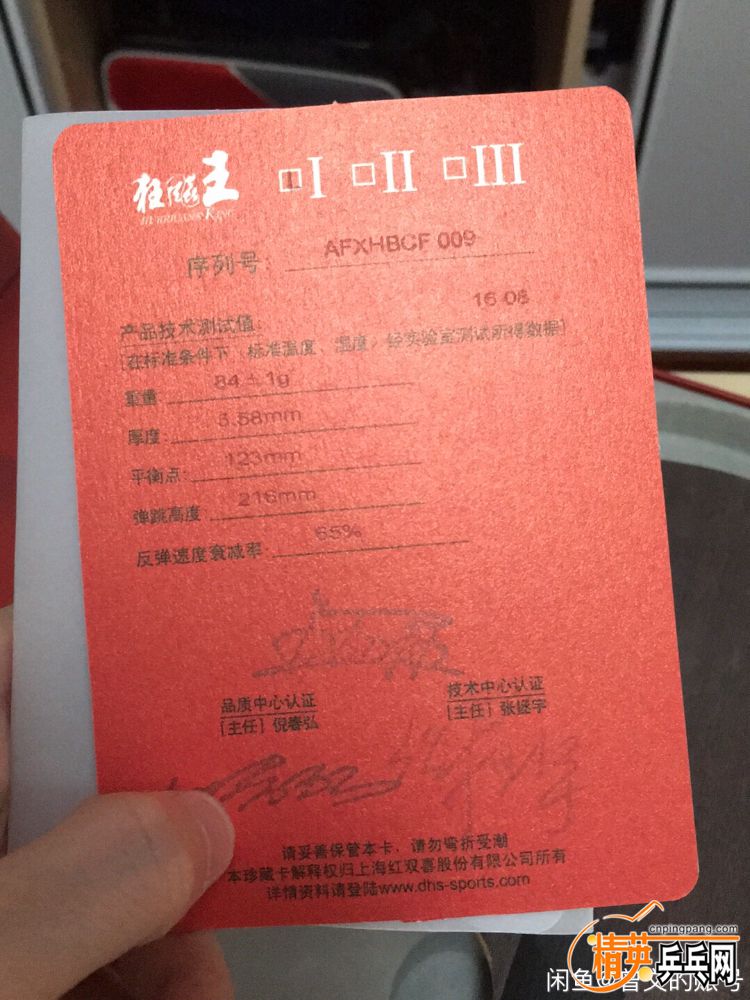 狂飚王 □I □II □III
HURRICANE KING
序列号: AFXHBCF 009
16 08
产品技术测试值:
[在标准条件下(标准温度、湿度)经实验室测试所得数据]
重量: 84±1g
厚度: 5.58mm
平衡点: 123mm
弹跳高度: 216mm
反弹速度衰减率: 65%
品质中心认证 技术中心认证
[主任] 倪春弘 [主任] 张继宇
请妥善保管本卡，请勿弯折受潮
本珍藏卡解释权归上海红双喜股份有限公司所有
详情资料请登陆www.dhs-sports.com
cnpingpang.com
精英乒乓网